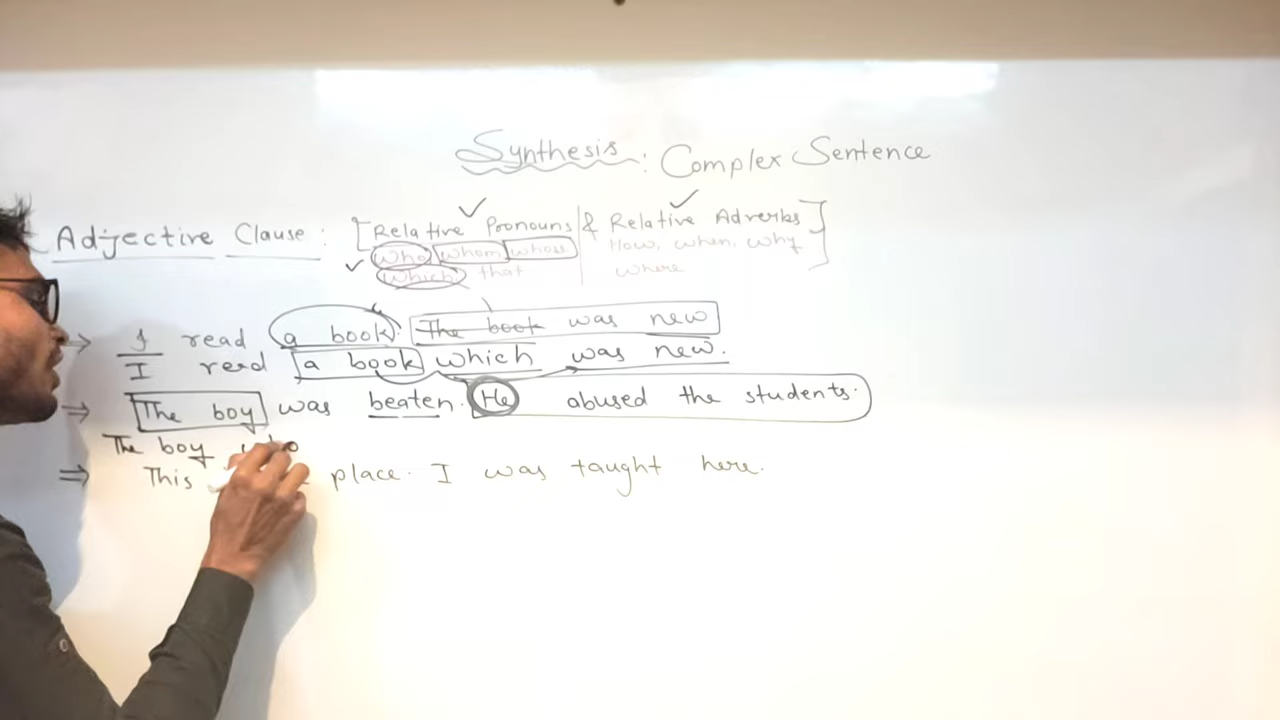 Synthesis : Complex Sentence
Adjective Clause : [Relative Pronouns & Relative Adverbs]
who whom whose How, when, why
which that where
⇒ I read a book. The book was new
I read a book which was new.
⇒ The boy was beaten. He abused the students.
The boy who
⇒ This place. I was taught here.